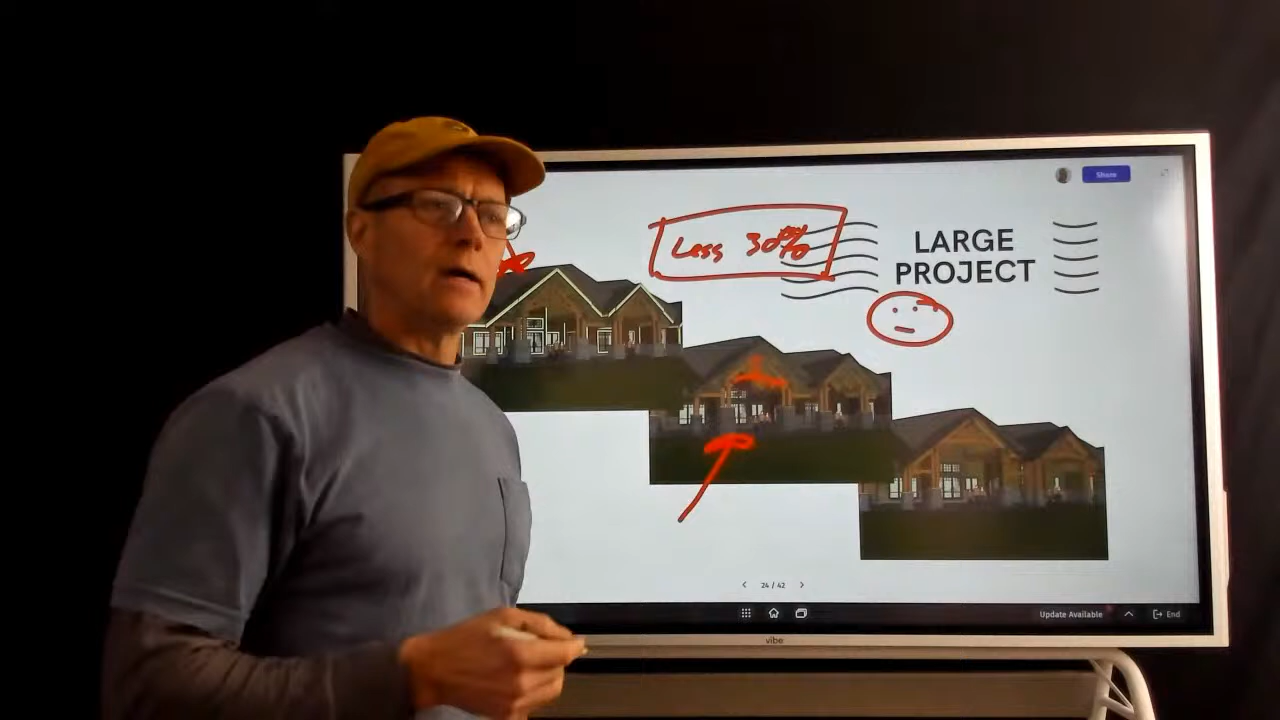 Share
Less 30%
LARGE
PROJECT
24 / 42
Update Available
End
vibe